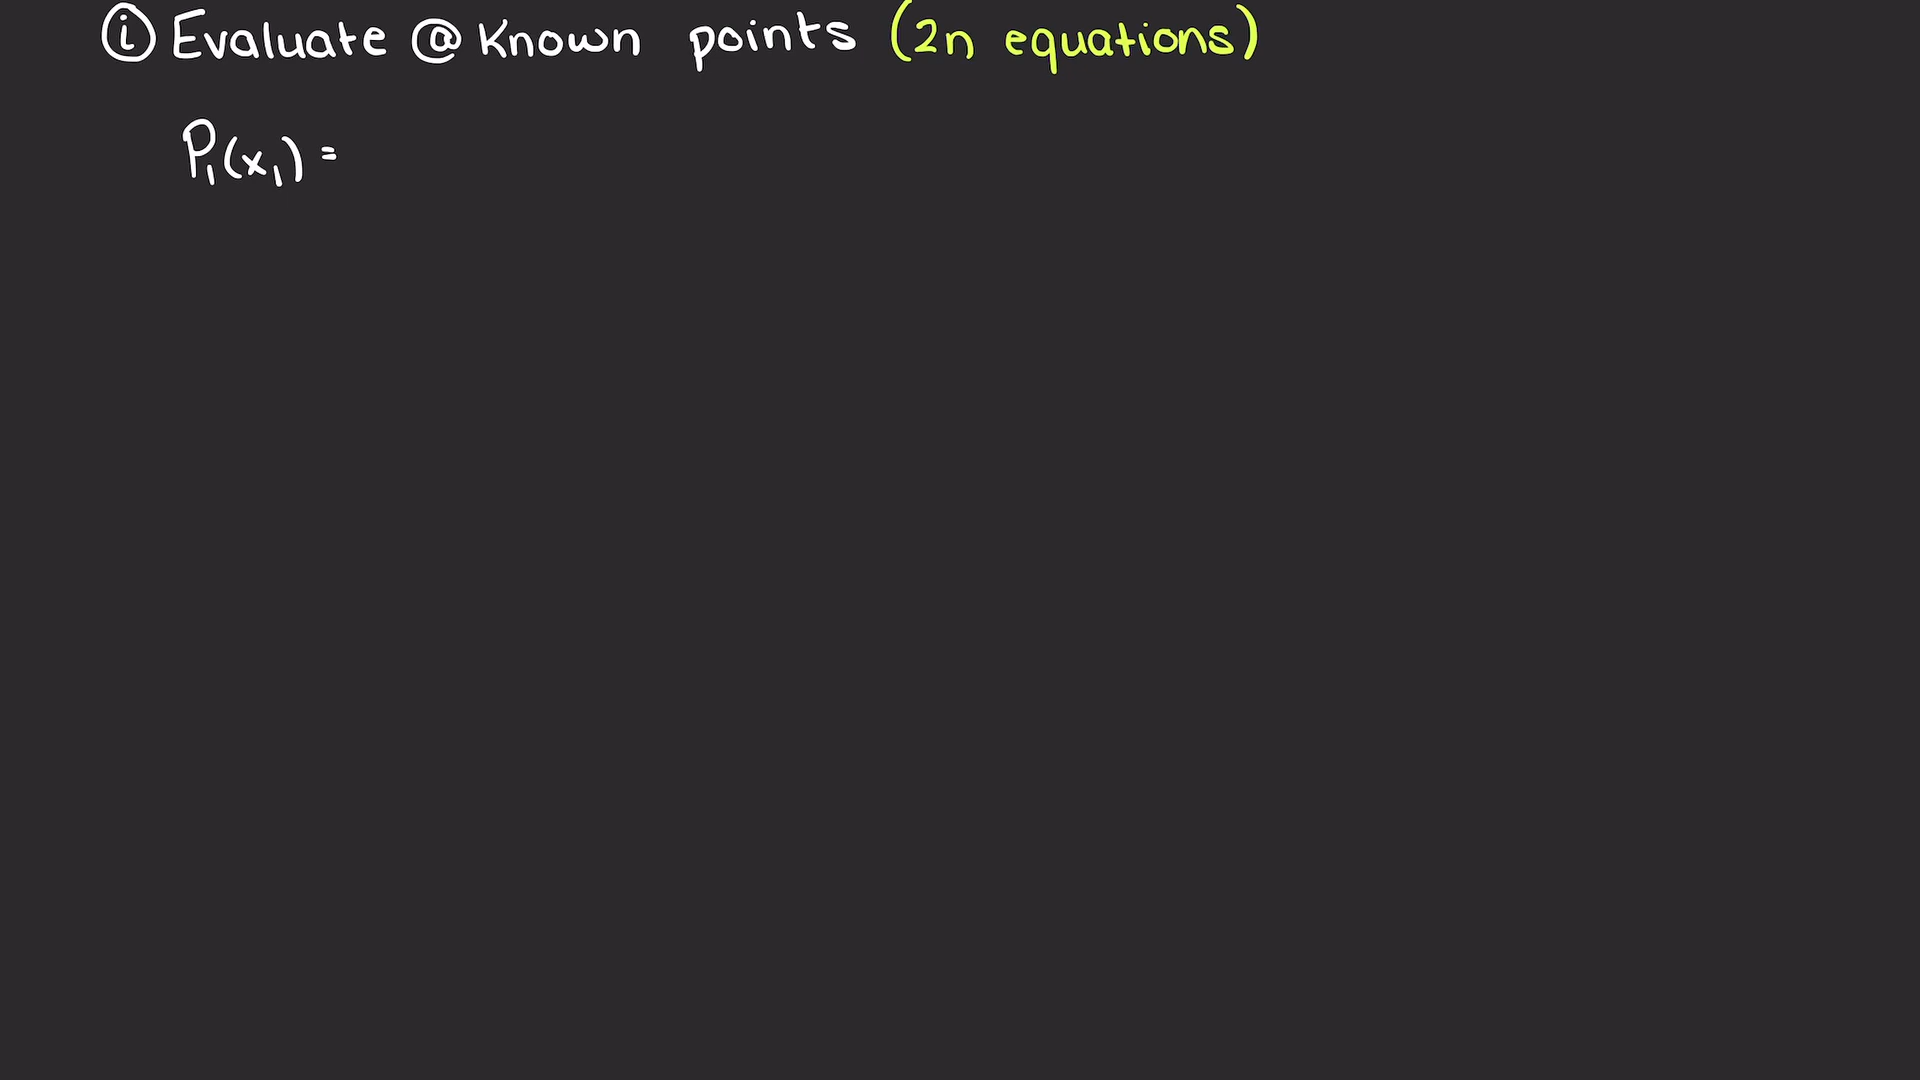 ⓘ Evaluate @ Known points (2n equations)
P₁(x₁) =